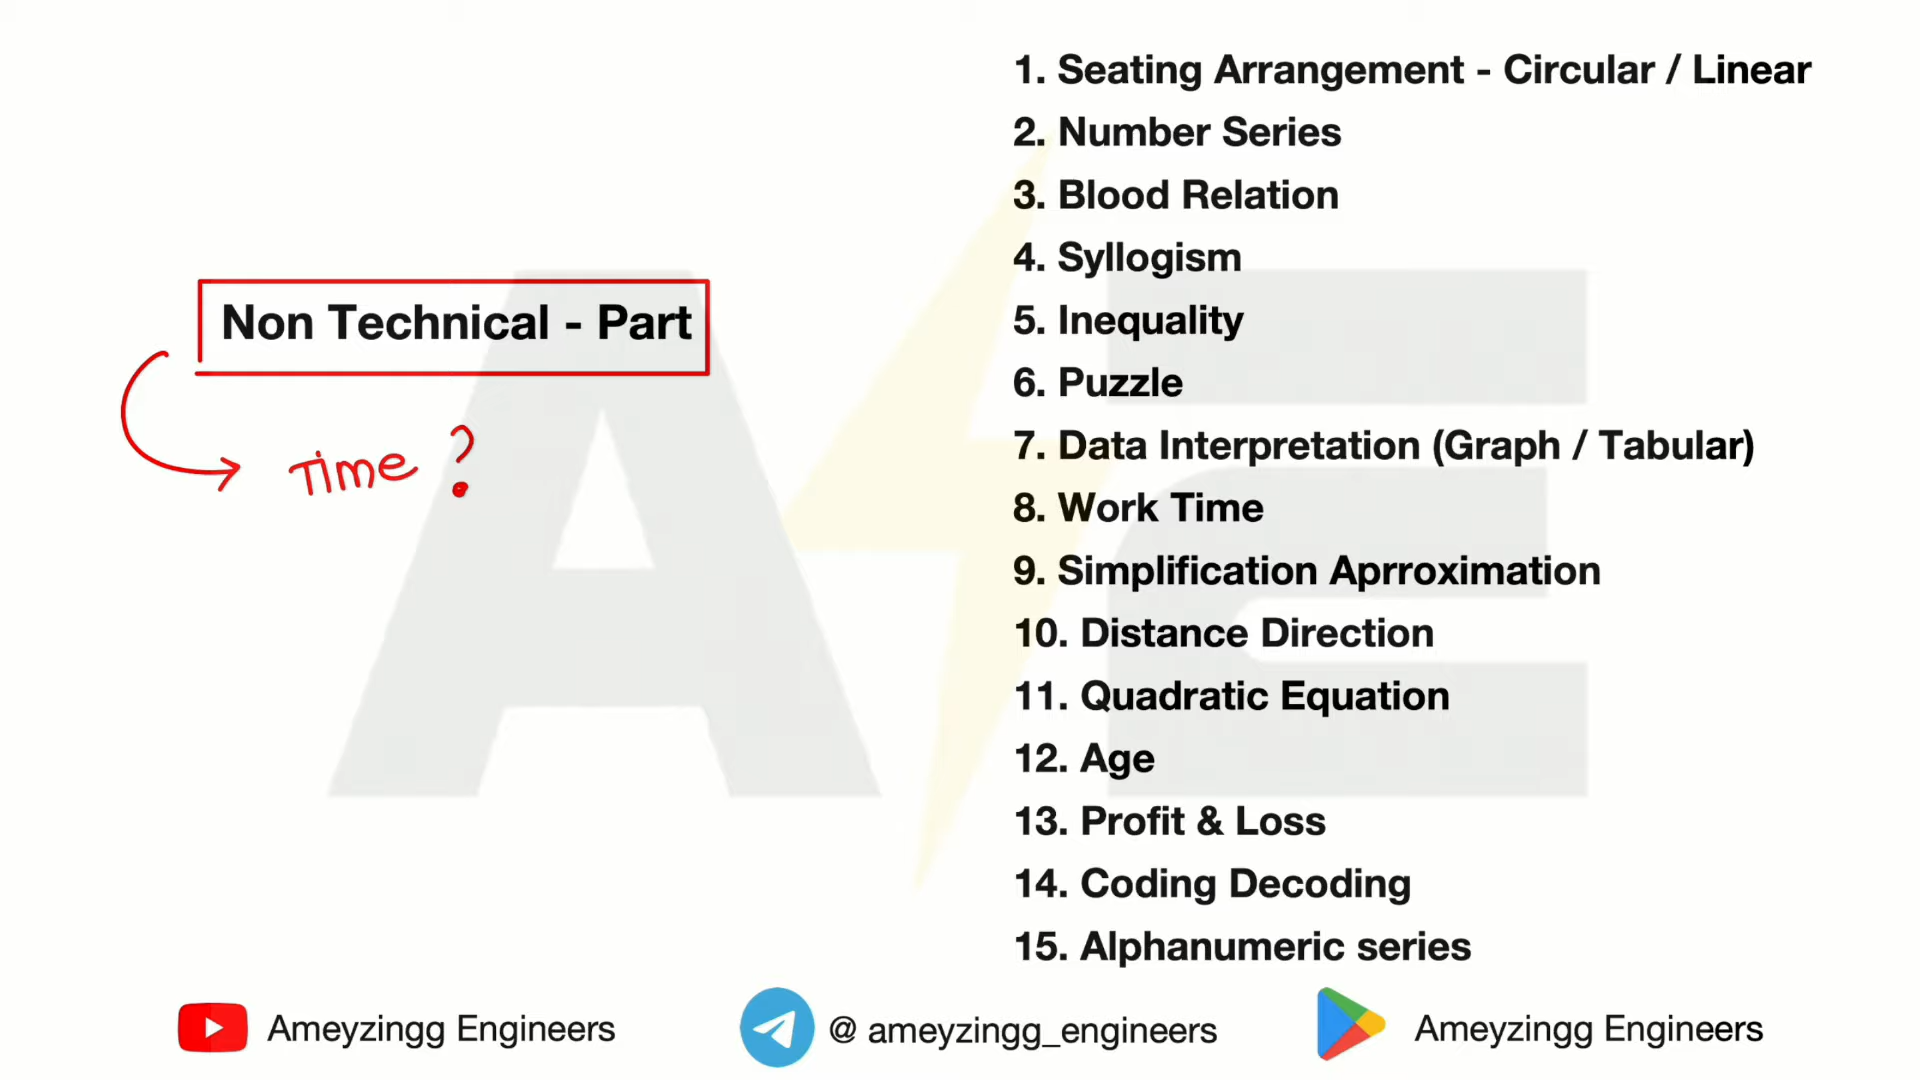 Non Technical - Part
Time ?
1. Seating Arrangement - Circular / Linear
2. Number Series
3. Blood Relation
4. Syllogism
5. Inequality
6. Puzzle
7. Data Interpretation (Graph / Tabular)
8. Work Time
9. Simplification Aprroximation
10. Distance Direction
11. Quadratic Equation
12. Age
13. Profit & Loss
14. Coding Decoding
15. Alphanumeric series
A E
Ameyzingg Engineers
@ ameyzingg_engineers
Ameyzingg Engineers